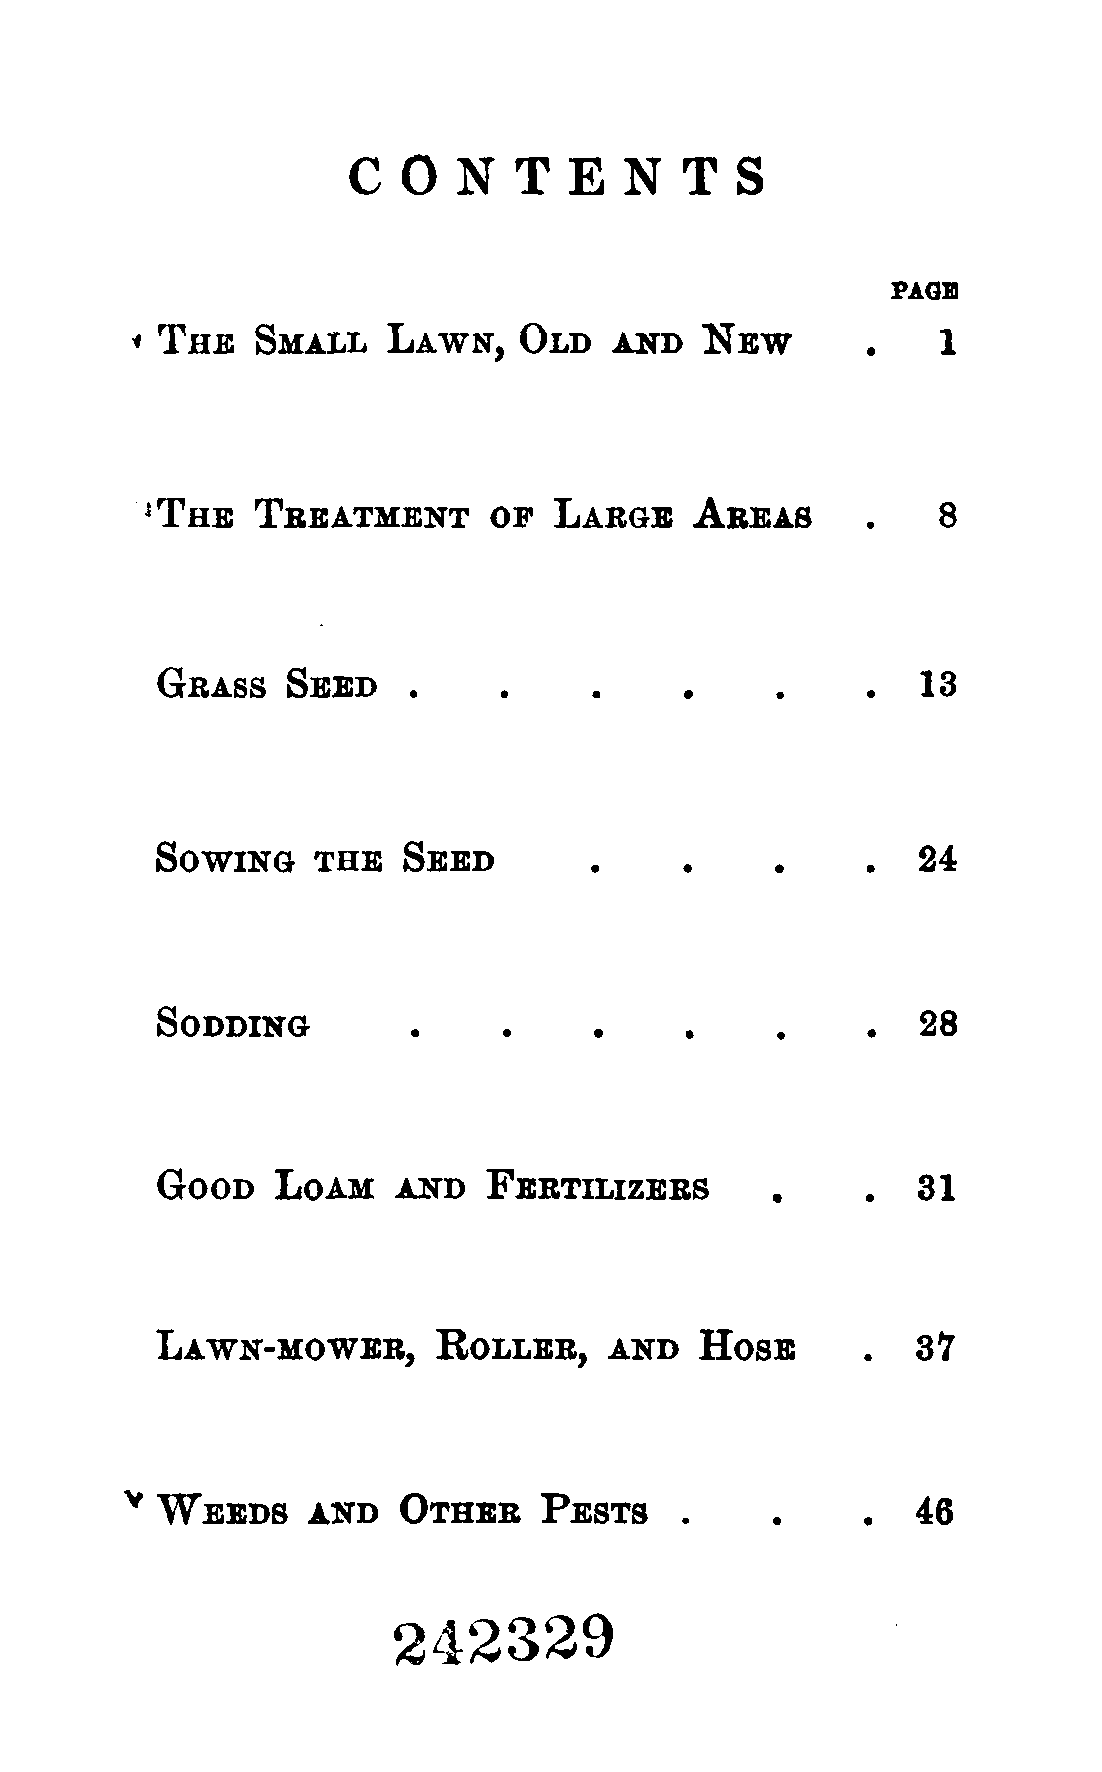 CONTENTS
PAGE
The Small Lawn, Old and New . 1
The Treatment of Large Areas . 8
Grass Seed . . . . . . 13
Sowing the Seed . . . . 24
Sodding . . . . . . 28
Good Loam and Fertilizers . . 31
Lawn-mower, Roller, and Hose . 37
Weeds and Other Pests . . . 46
242329